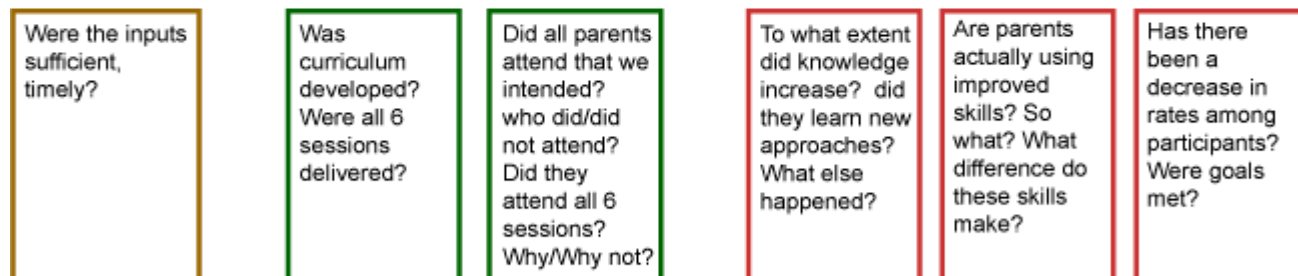 Were the inputs
sufficient,
timely?
Was
curriculum
developed?
Were all 6
sessions
delivered?
Did all parents
attend that we
intended?
who did/did
not attend?
Did they
attend all 6
sessions?
Why/Why not?
To what extent
did knowledge
increase?  did
they learn new
approaches?
What else
happened?
Are parents
actually using
improved
skills? So
what? What
difference do
these skills
make?
Has there
been a
decrease in
rates among
participants?
Were goals
met?